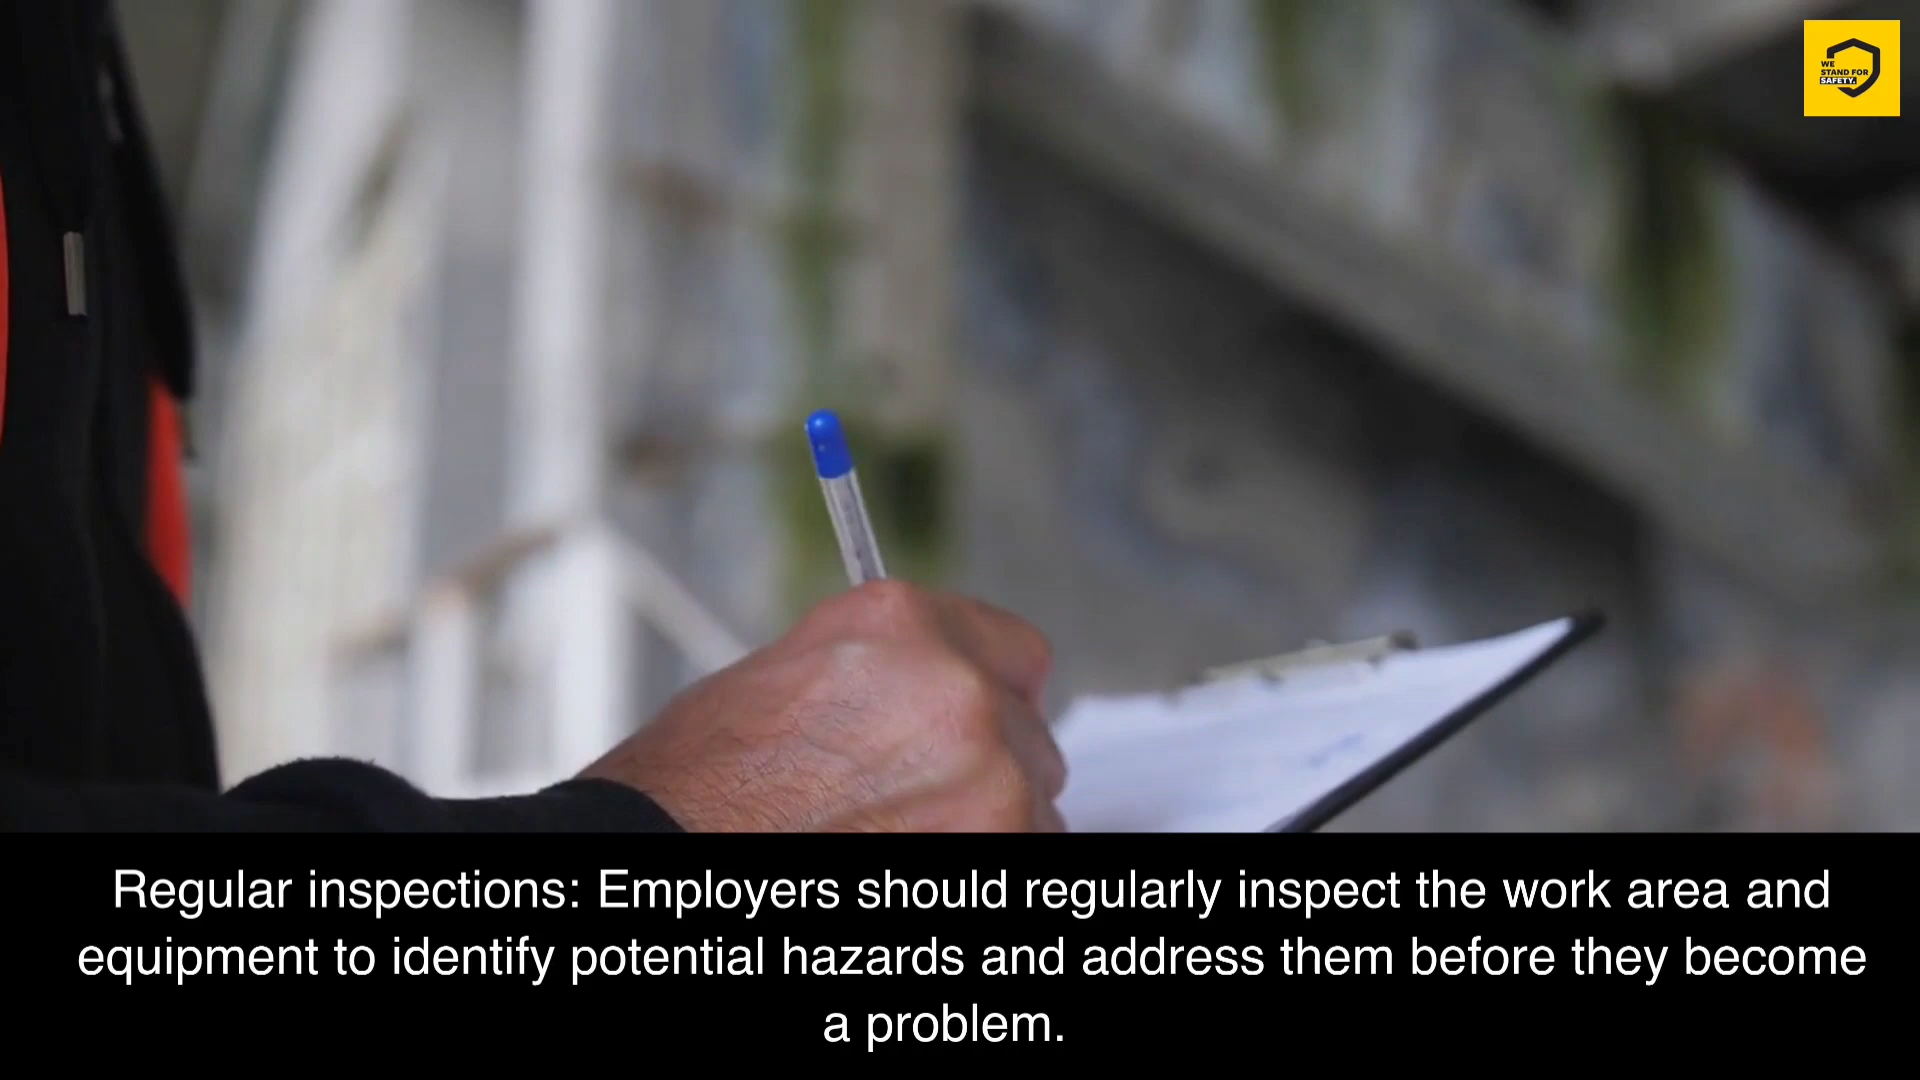 WE
STAND FOR
SAFETY.
Regular inspections: Employers should regularly inspect the work area and
equipment to identify potential hazards and address them before they become
a problem.